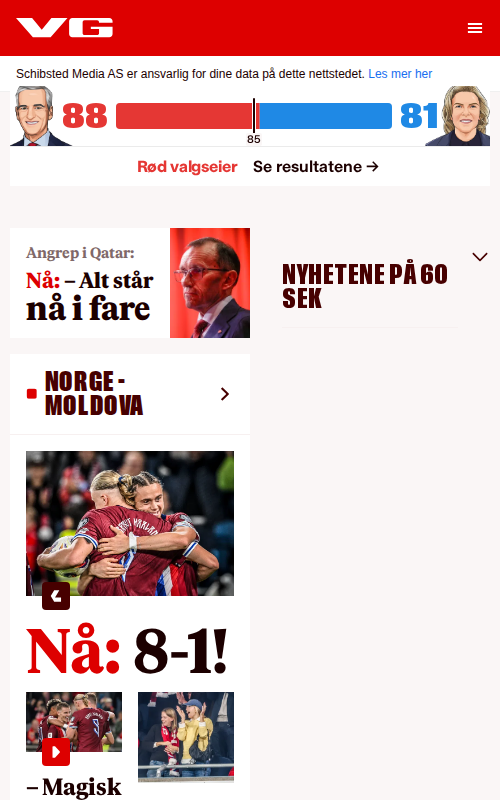 VG
Schibsted Media AS er ansvarlig for dine data på dette nettstedet. Les mer her
88
81
85
Rød valgseier Se resultatene →
Angrep i Qatar:
Nå: – Alt står
nå i fare
NYHETENE PÅ 60
SEK
NORGE -
MOLDOVA
Nå: 8-1!
– Magisk